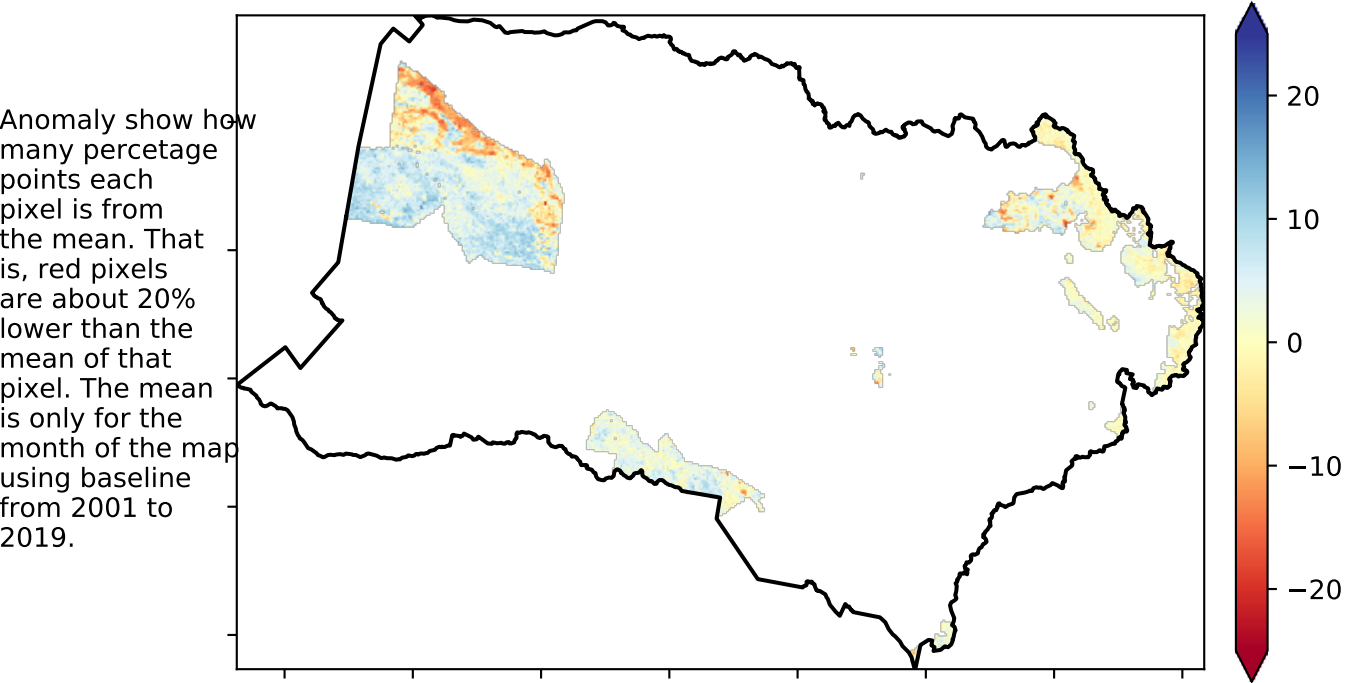 Anomaly show how
many percetage
points each
pixel is from
the mean. That
is, red pixels
are about 20%
lower than the
mean of that
pixel. The mean
is only for the
month of the map
using baseline
from 2001 to
2019.
20
10
0
−10
−20